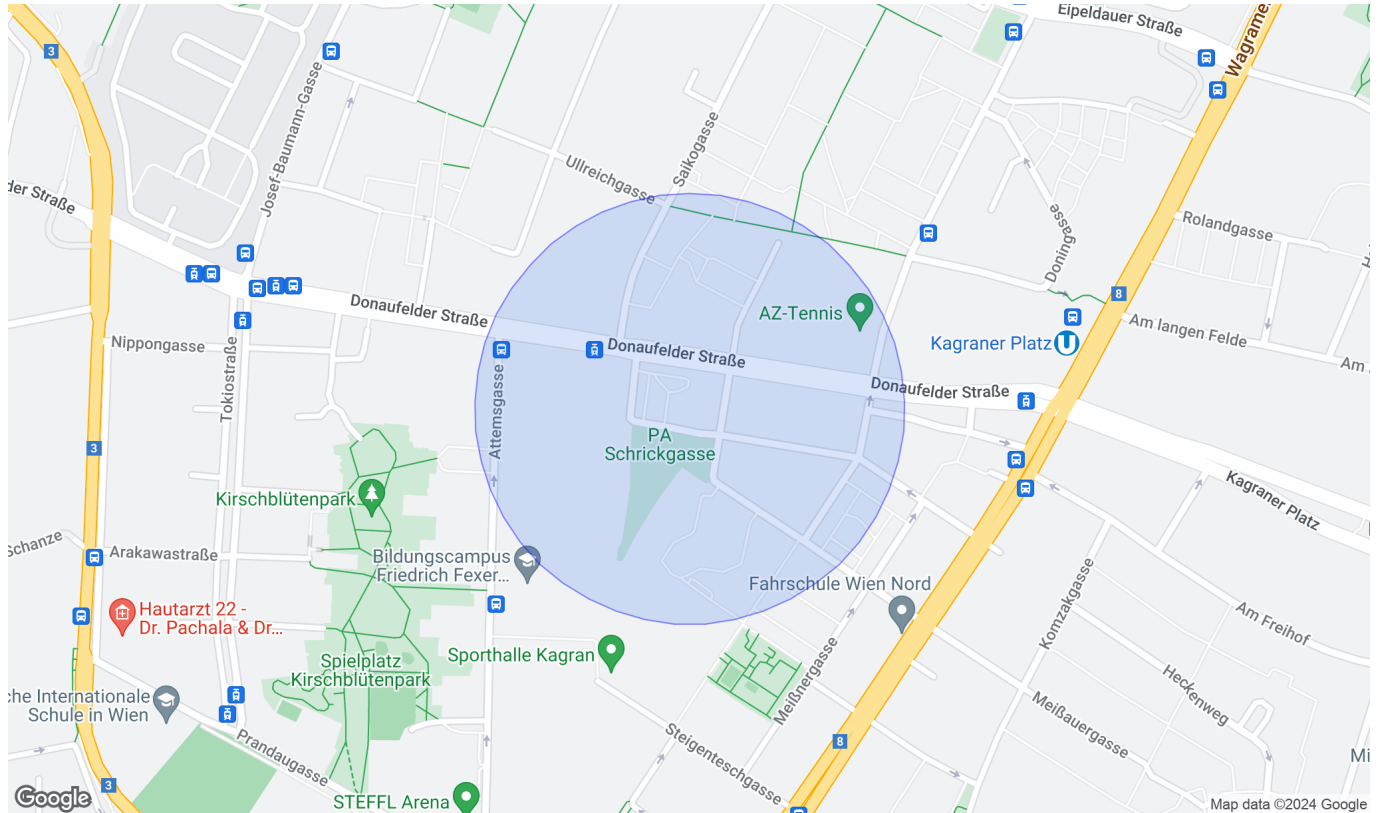 Eipeldauer Straße
3
Wagramer
Josef-Baumann-Gasse
Saikogasse
Ullreichgasse
der Straße
Rolandgasse
Doningasse
8
Donaufelder Straße
AZ-Tennis
Am langen Felde
Nippongasse
Donaufelder Straße
Kagraner Platz
U
Am
Tokiostraße
Attemsgasse
Donaufelder Straße
3
PA
Schrickgasse
Kirschblütenpark
Kagraner Platz
Schanze
Arakawastraße
Bildungscampus
Friedrich Fexer...
Fahrschule Wien Nord
Komzakgasse
Am Freihof
Hautarzt 22 -
Dr. Pachala & Dr...
Sporthalle Kagran
Spielplatz
Kirschblütenpark
Meißnergasse
Heckenweg
che Internationale
Schule in Wien
Meißauergasse
Prandaugasse
Steigenteschgasse
8
Mi
3
STEFFL Arena
Google
Map data ©2024 Google